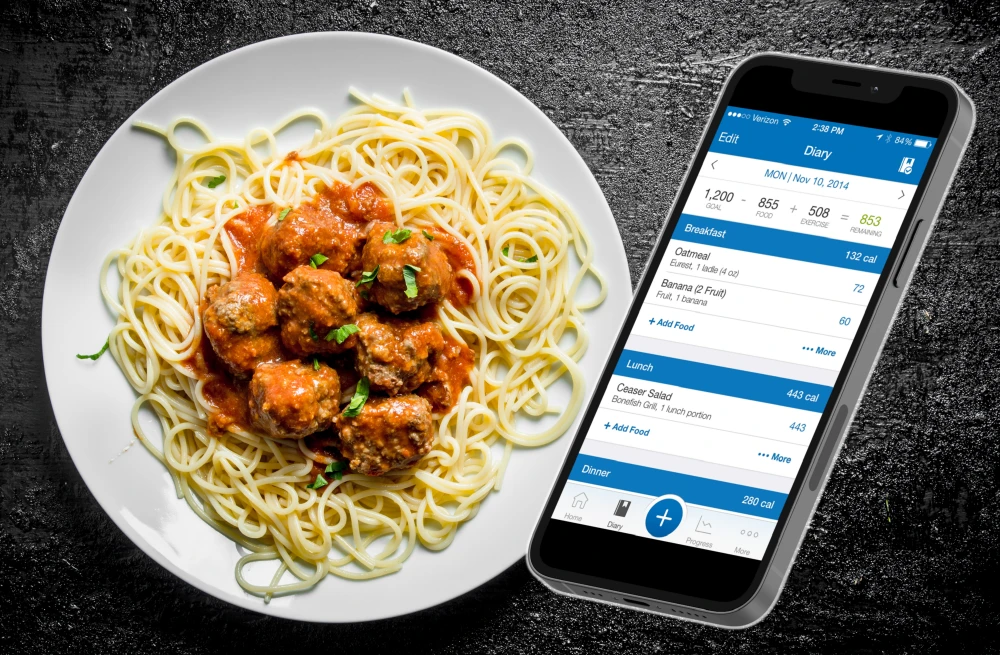 Verizon 2:38 PM 84%
Edit Diary
MON | Nov 10, 2014
1,200 - 855 + 508 = 853
GOAL FOOD EXERCISE REMAINING
Breakfast 132 cal
Oatmeal
Eurest, 1 ladle (4 oz) 72
Banana (2 Fruit)
Fruit, 1 banana 60
+ Add Food ••• More
Lunch 443 cal
Ceaser Salad
Bonefish Grill, 1 lunch portion 443
+ Add Food ••• More
Dinner 280 cal
Home Diary + Progress More